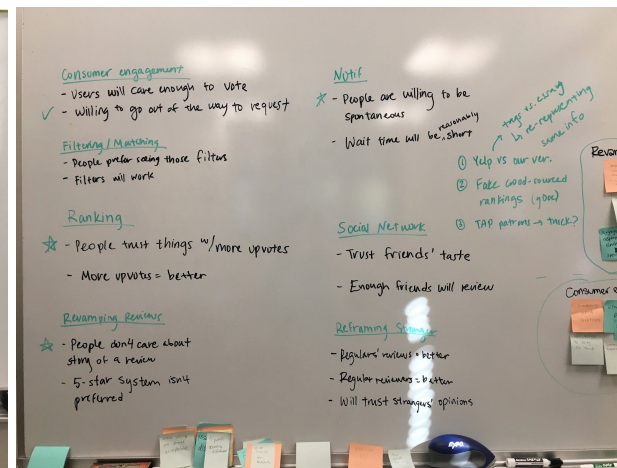 Consumer engagement
- Users will care enough to vote
✓ - Willing to go out of the way to request
Filtering/Matching
- People prefer seeing those filters
- Filters will work
Ranking
☆ - People trust things w/more upvotes
- More upvotes = better
Revamping Reviews
☆ - People don't care about
story of a review
- 5-star system isn't
preferred
Notif
☆ - People are willing to be
spontaneous
- Wait time will be reasonably short
Social Network
- Trust friends' taste
- Enough friends will review
Reframing
- Regulars' reviews = better
- Regular reviewers = better
- Will trust strangers' opinions
→ tags vs. essay
↳ re-representing
same info
① Yelp vs our ver.
② Fake crowd-sourced
rankings (gdoc)
③ TAP patrons → truck?
Consumer
EXPO